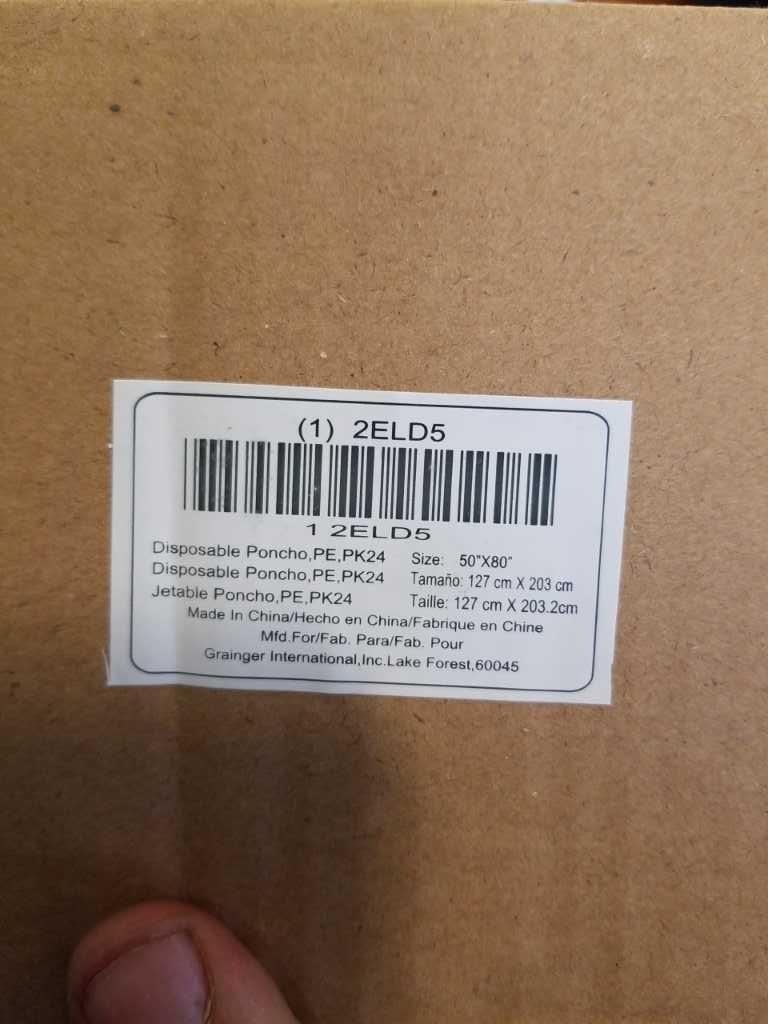 (1) 2ELD5
1 2ELD5
Disposable Poncho,PE,PK24 Size: 50"X80"
Disposable Poncho,PE,PK24 Tamaño: 127 cm X 203 cm
Jetable Poncho,PE,PK24 Taille: 127 cm X 203.2cm
Made In China/Hecho en China/Fabrique en Chine
Mfd.For/Fab. Para/Fab. Pour
Grainger International,Inc.Lake Forest,60045